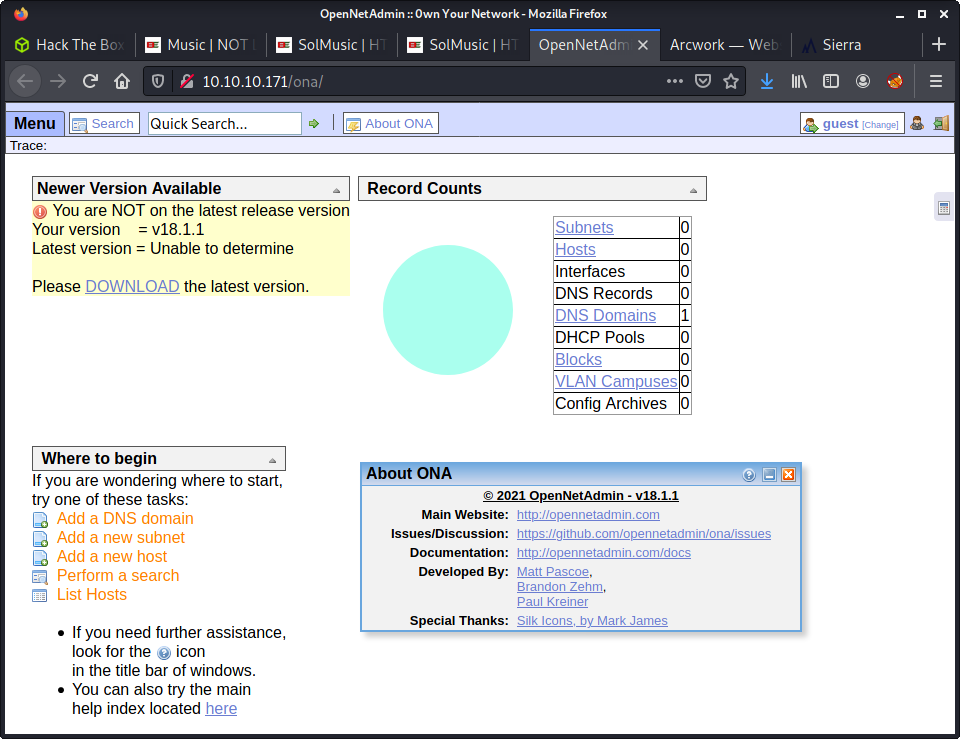 OpenNetAdmin :: 0wn Your Network - Mozilla Firefox
Hack The Box
Music | NOT
SolMusic | HT
SolMusic | HT
OpenNetAdm
Arcwork — Web
Sierra
10.10.10.171/ona/
Menu
Search
Quick Search...
About ONA
guest [Change]
Trace:
Newer Version Available
You are NOT on the latest release version
Your version = v18.1.1
Latest version = Unable to determine
Please DOWNLOAD the latest version.
Record Counts
Subnets 0
Hosts 0
Interfaces 0
DNS Records 0
DNS Domains 1
DHCP Pools 0
Blocks 0
VLAN Campuses 0
Config Archives 0
Where to begin
If you are wondering where to start,
try one of these tasks:
Add a DNS domain
Add a new subnet
Add a new host
Perform a search
List Hosts
• If you need further assistance,
look for the ? icon
in the title bar of windows.
• You can also try the main
help index located here
About ONA
© 2021 OpenNetAdmin - v18.1.1
Main Website: http://opennetadmin.com
Issues/Discussion: https://github.com/opennetadmin/ona/issues
Documentation: http://opennetadmin.com/docs
Developed By: Matt Pascoe,
Brandon Zehm,
Paul Kreiner
Special Thanks: Silk Icons, by Mark James